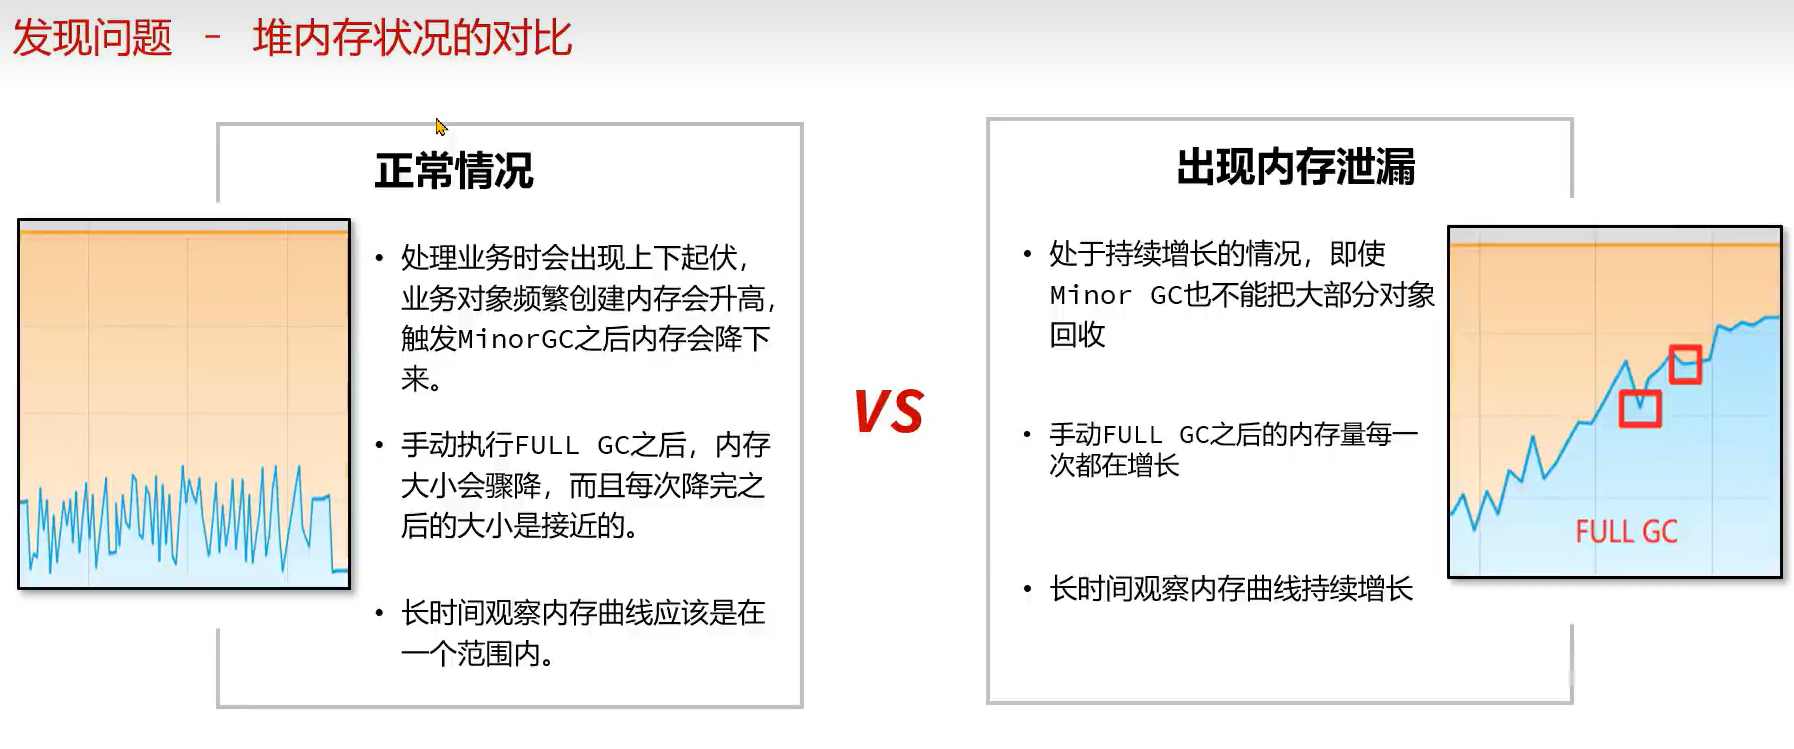 发现问题 - 堆内存状况的对比
正常情况
• 处理业务时会出现上下起伏，
业务对象频繁创建内存会升高，
触发MinorGC之后内存会降下
来。
• 手动执行FULL GC之后，内存
大小会骤降，而且每次降完之
后的大小是接近的。
• 长时间观察内存曲线应该是在
一个范围内。
VS
出现内存泄漏
• 处于持续增长的情况，即使
Minor GC也不能把大部分对象
回收
• 手动FULL GC之后的内存量每一
次都在增长
• 长时间观察内存曲线持续增长
FULL GC